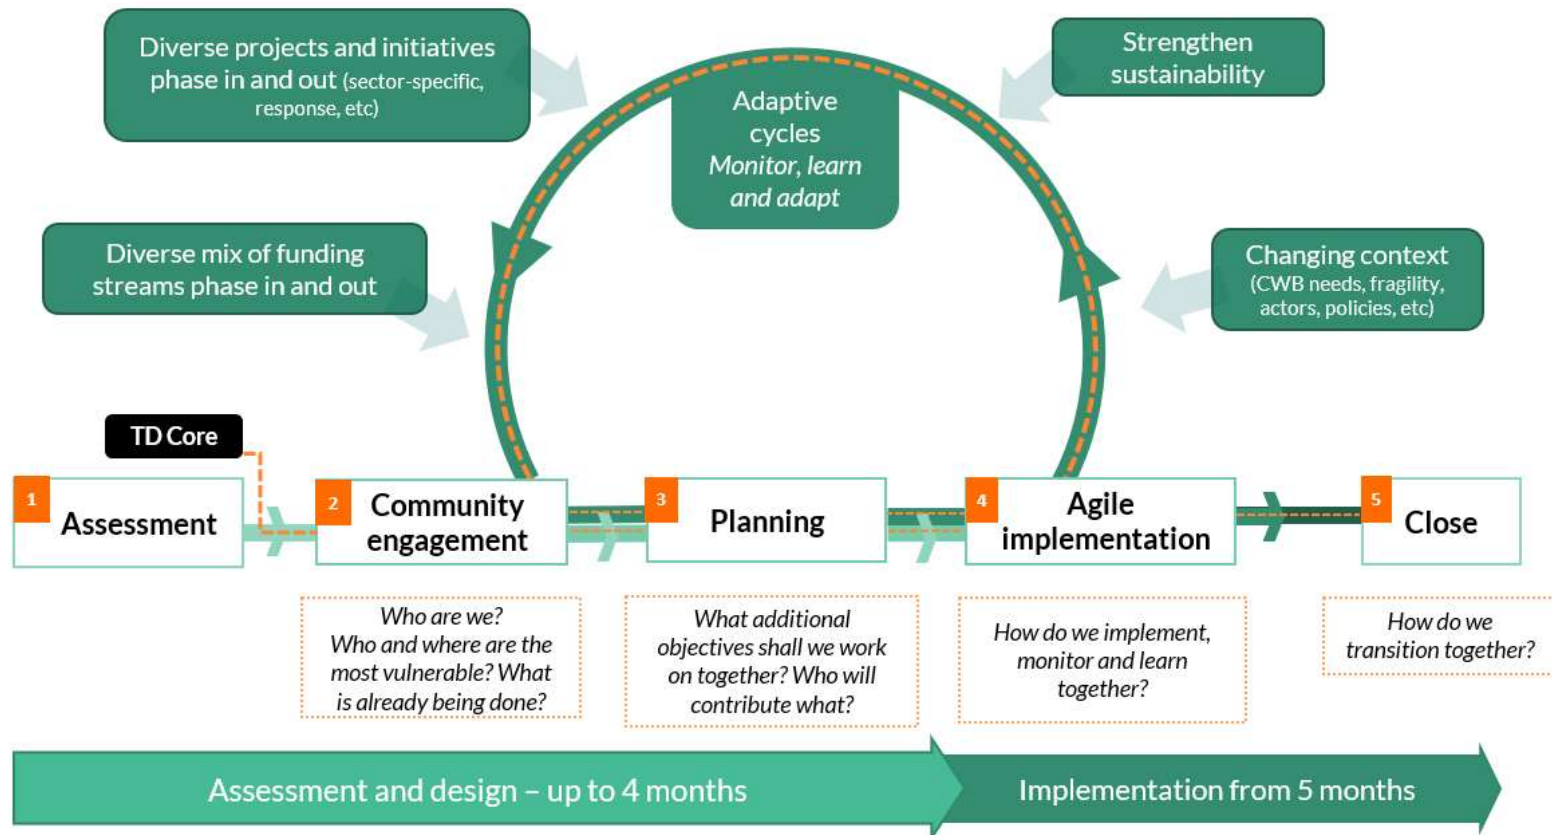 Diverse projects and initiatives
phase in and out (sector-specific,
response, etc)
Strengthen
sustainability
Adaptive
cycles
Monitor, learn
and adapt
Diverse mix of funding
streams phase in and out
Changing context
(CWB needs, fragility,
actors, policies, etc)
TD Core
1
Assessment
2
Community
engagement
3
Planning
4
Agile
implementation
5
Close
Who are we?
Who and where are the
most vulnerable? What
is already being done?
What additional
objectives shall we work
on together? Who will
contribute what?
How do we implement,
monitor and learn
together?
How do we
transition together?
Assessment and design – up to 4 months
Implementation from 5 months